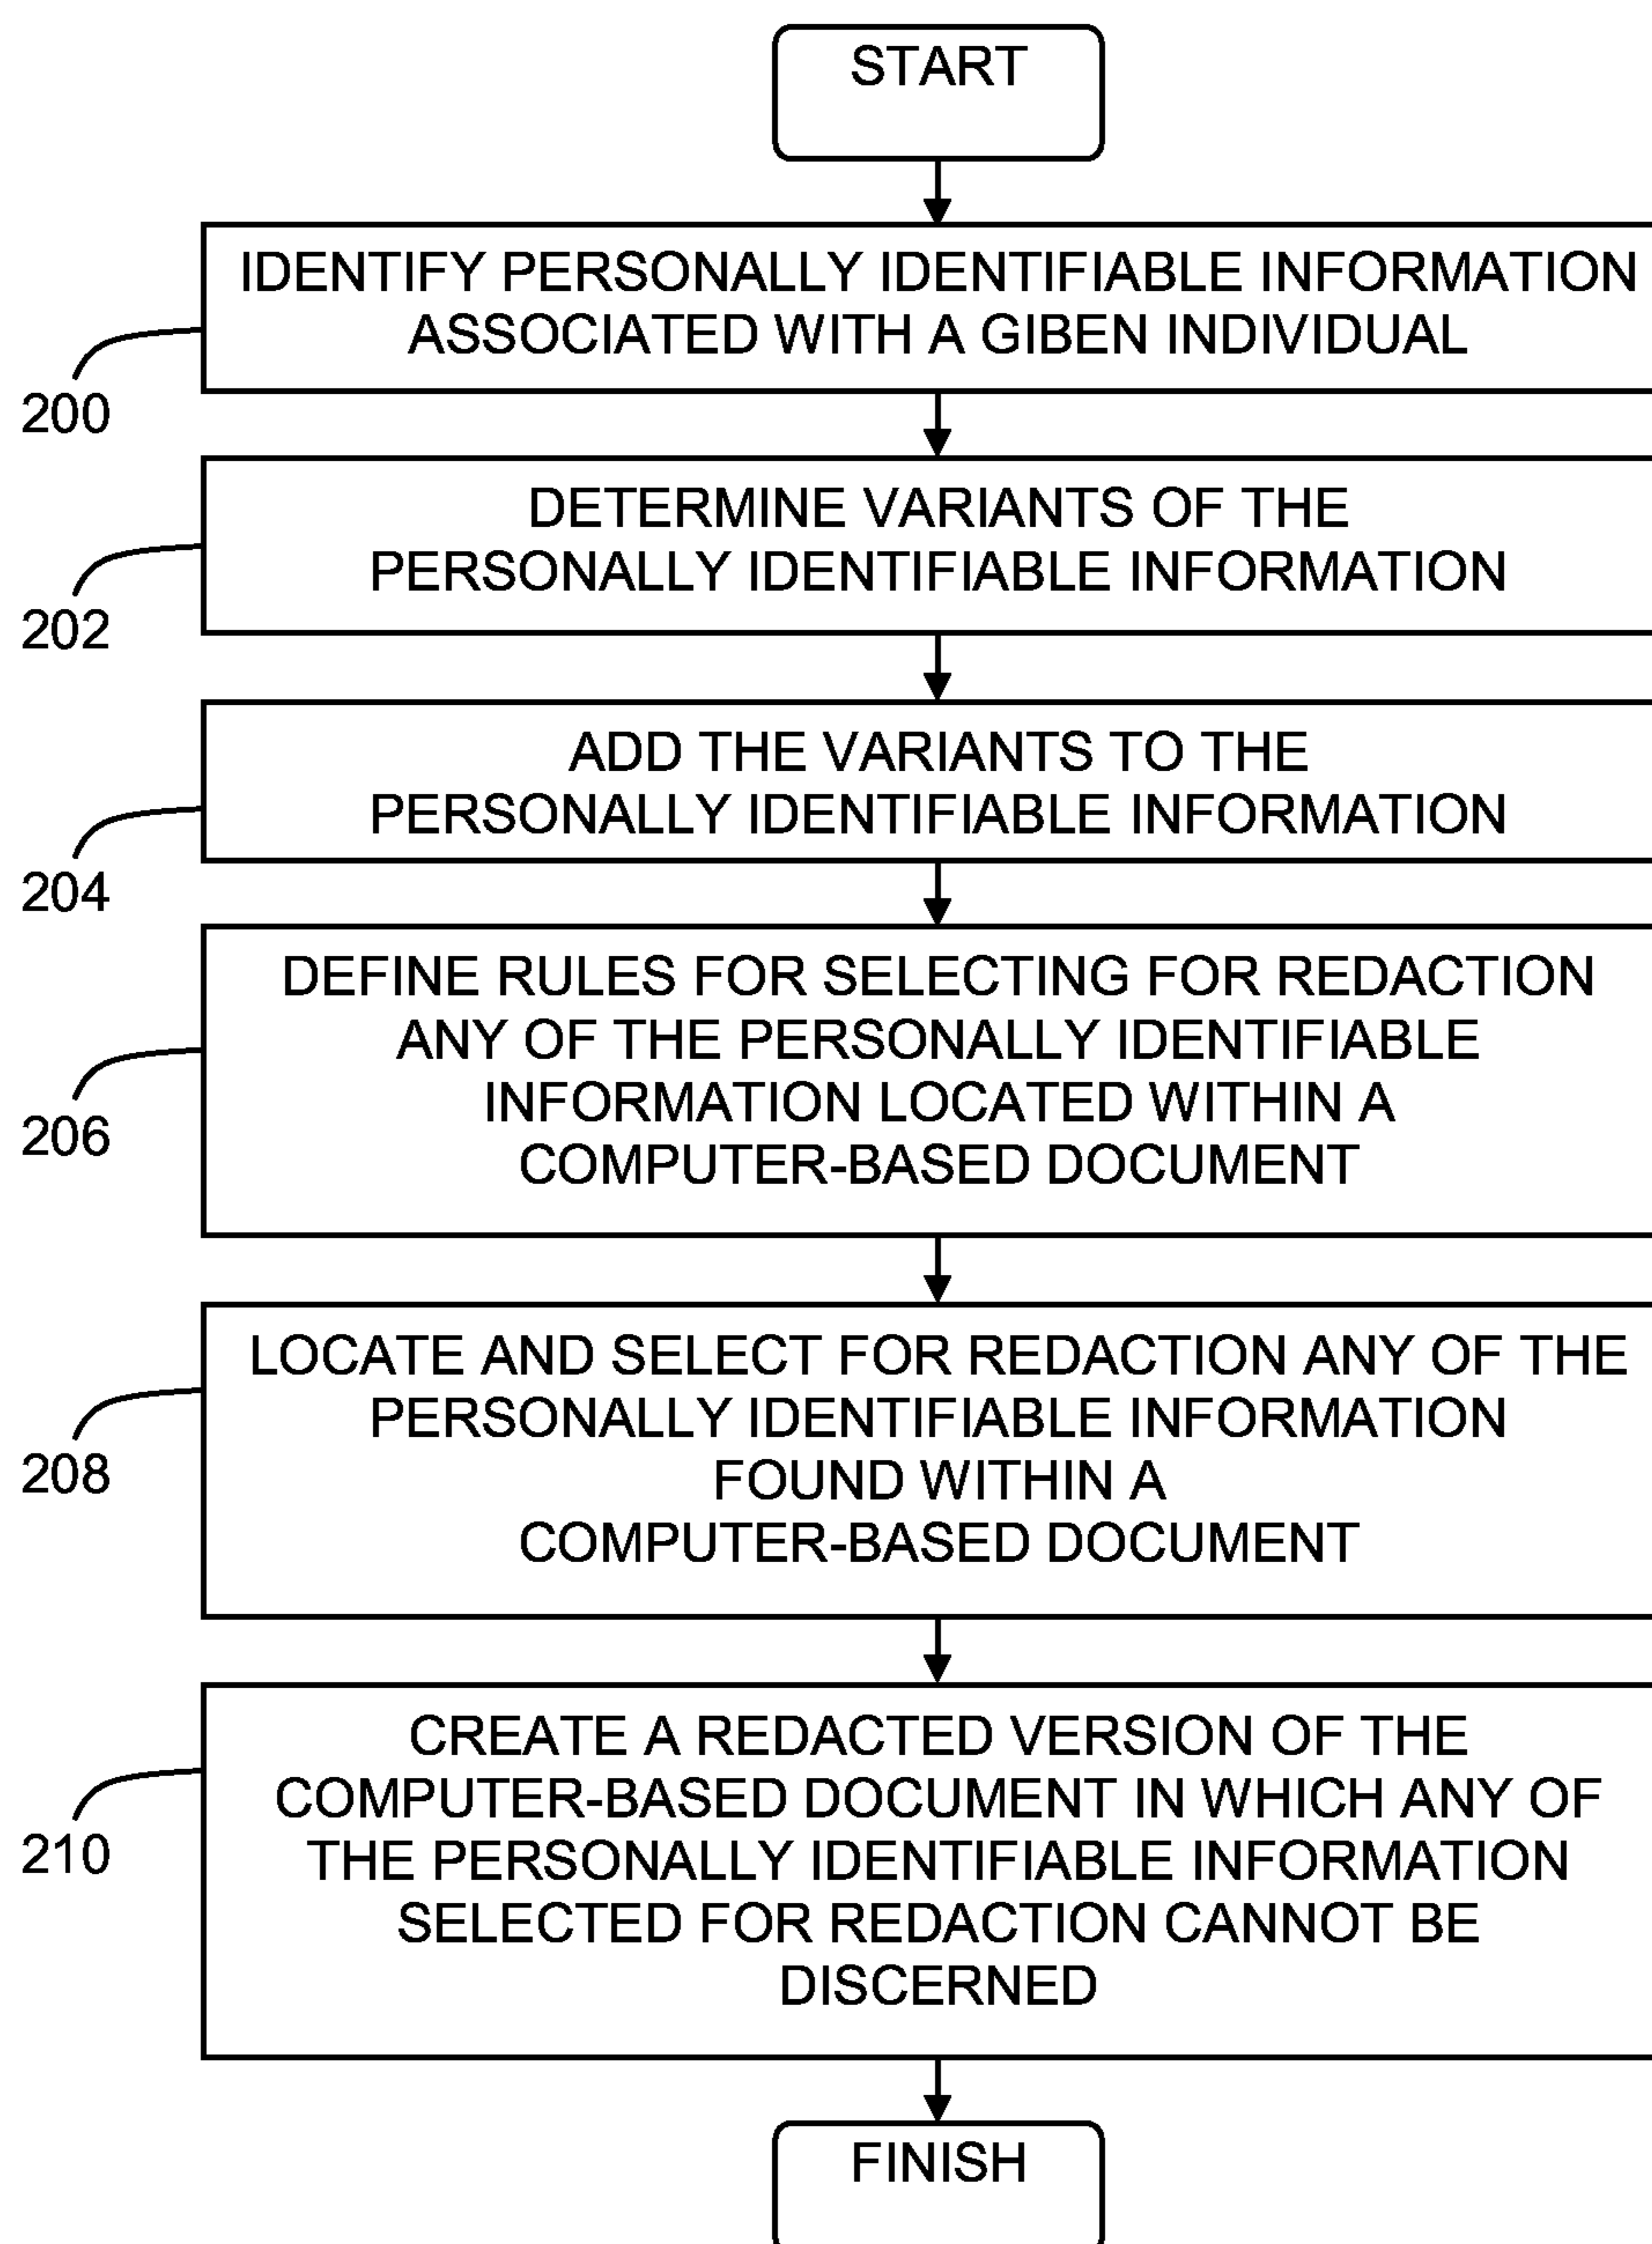 START
IDENTIFY PERSONALLY IDENTIFIABLE INFORMATION
ASSOCIATED WITH A GIBEN INDIVIDUAL
200
DETERMINE VARIANTS OF THE
PERSONALLY IDENTIFIABLE INFORMATION
202
ADD THE VARIANTS TO THE
PERSONALLY IDENTIFIABLE INFORMATION
204
DEFINE RULES FOR SELECTING FOR REDACTION
ANY OF THE PERSONALLY IDENTIFIABLE
INFORMATION LOCATED WITHIN A
COMPUTER-BASED DOCUMENT
206
LOCATE AND SELECT FOR REDACTION ANY OF THE
PERSONALLY IDENTIFIABLE INFORMATION
FOUND WITHIN A
COMPUTER-BASED DOCUMENT
208
CREATE A REDACTED VERSION OF THE
COMPUTER-BASED DOCUMENT IN WHICH ANY OF
THE PERSONALLY IDENTIFIABLE INFORMATION
SELECTED FOR REDACTION CANNOT BE
DISCERNED
210
FINISH